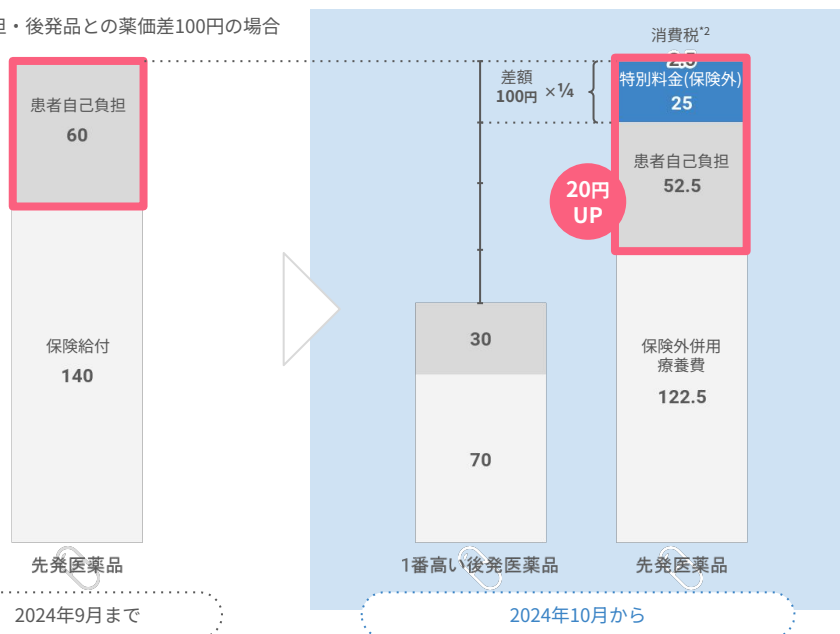 ・後発品との薬価差100円の場合
患者自己負担
60
保険給付
140
先発医薬品
2024年9月まで
消費税*2
2.5
差額
100円 ×¼
特別料金(保険外)
25
患者自己負担
52.5
20円
UP
30
70
保険外併用
療養費
122.5
1番高い後発医薬品
先発医薬品
2024年10月から